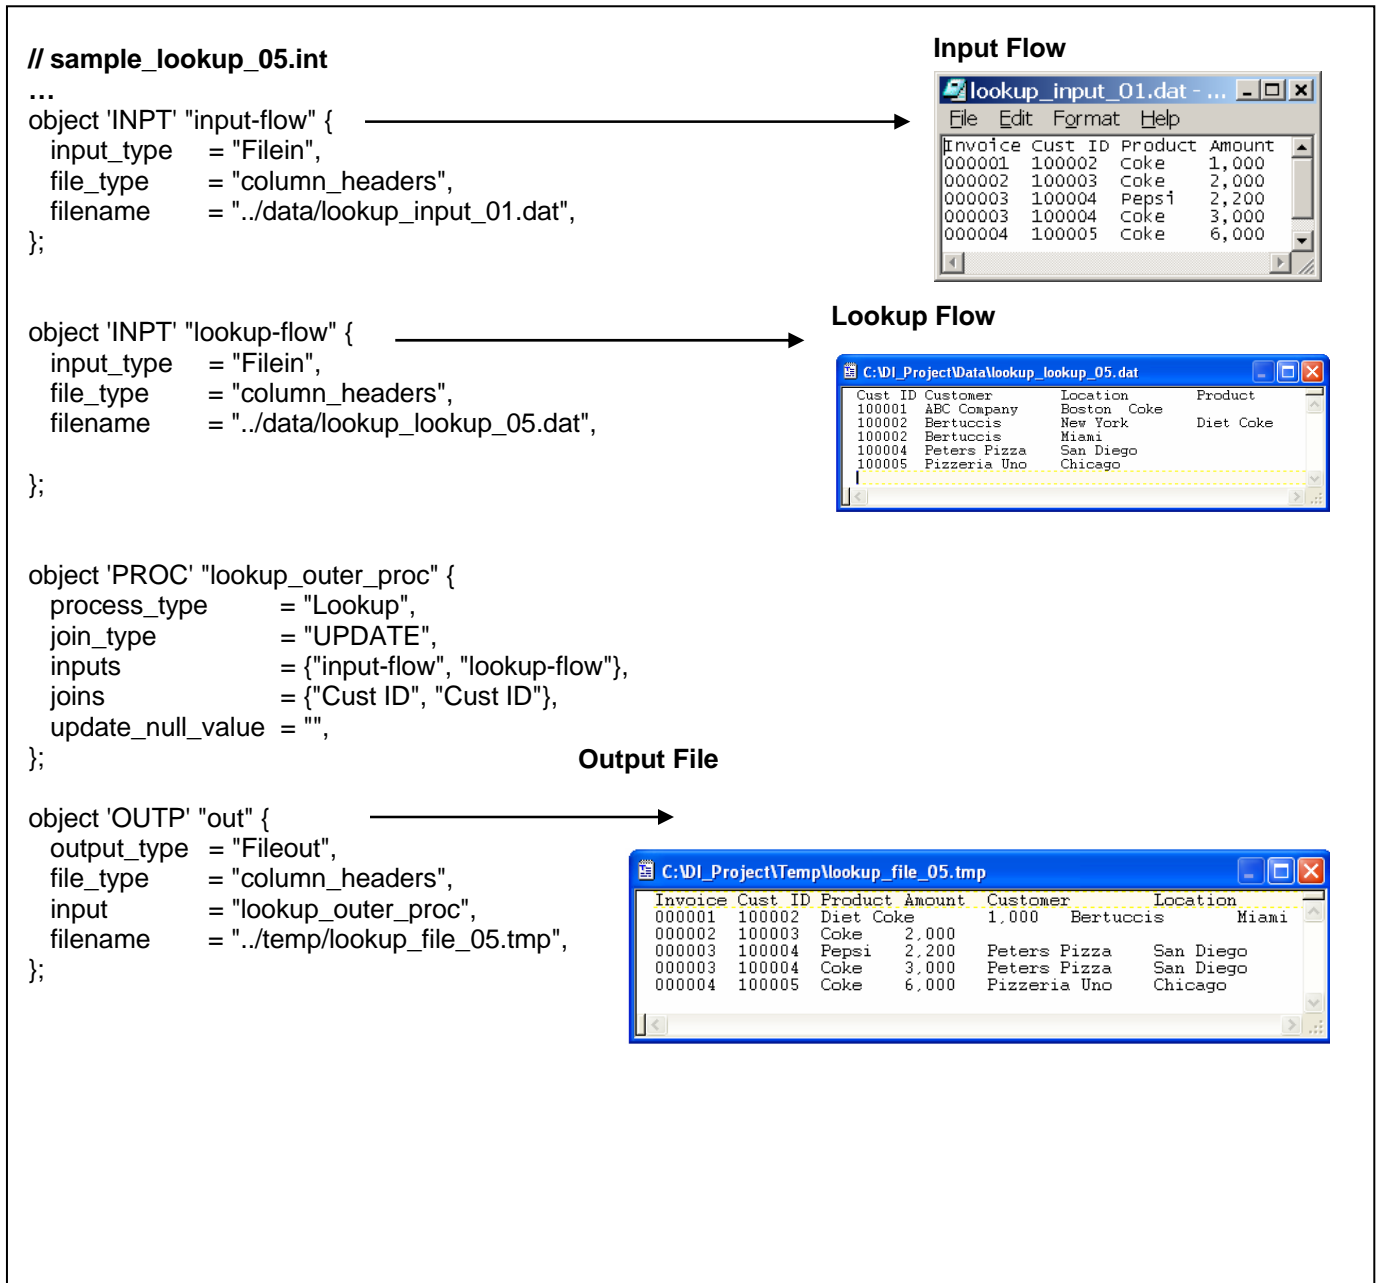 // sample_lookup_05.int
…
object 'INPT' "input-flow" {
input_type = "Filein",
file_type = "column_headers",
filename = "../data/lookup_input_01.dat",
};
Input Flow
lookup_input_01.dat - ...
File Edit Format Help
Invoice Cust ID Product Amount
000001 100002 Coke 1,000
000002 100003 Coke 2,000
000003 100004 Pepsi 2,200
000003 100004 Coke 3,000
000004 100005 Coke 6,000
object 'INPT' "lookup-flow" {
input_type = "Filein",
file_type = "column_headers",
filename = "../data/lookup_lookup_05.dat",
};
Lookup Flow
C:\DI_Project\Data\lookup_lookup_05.dat
Cust ID Customer Location Product
100001 ABC Company Boston Coke
100002 Bertuccis New York Diet Coke
100002 Bertuccis Miami
100004 Peters Pizza San Diego
100005 Pizzeria Uno Chicago
object 'PROC' "lookup_outer_proc" {
process_type = "Lookup",
join_type = "UPDATE",
inputs = {"input-flow", "lookup-flow"},
joins = {"Cust ID", "Cust ID"},
update_null_value = "",
};
Output File
object 'OUTP' "out" {
output_type = "Fileout",
file_type = "column_headers",
input = "lookup_outer_proc",
filename = "../temp/lookup_file_05.tmp",
};
C:\DI_Project\Temp\lookup_file_05.tmp
Invoice Cust ID Product Amount Customer Location
000001 100002 Diet Coke 1,000 Bertuccis Miami
000002 100003 Coke 2,000
000003 100004 Pepsi 2,200 Peters Pizza San Diego
000003 100004 Coke 3,000 Peters Pizza San Diego
000004 100005 Coke 6,000 Pizzeria Uno Chicago